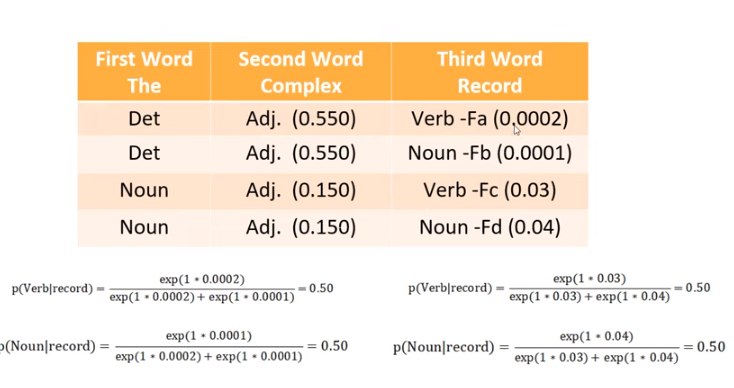 First Word Second Word Third Word
The Complex Record
Det Adj. (0.550) Verb -Fa (0.0002)
Det Adj. (0.550) Noun -Fb (0.0001)
Noun Adj. (0.150) Verb -Fc (0.03)
Noun Adj. (0.150) Noun -Fd (0.04)
exp(1 * 0.0002)
p(Verb|record) = = 0.50
exp(1 * 0.0002) + exp(1 * 0.0001)
exp(1 * 0.03)
p(Verb|record) = = 0.50
exp(1 * 0.03) + exp(1 * 0.04)
exp(1 * 0.0001)
p(Noun|record) = = 0.50
exp(1 * 0.0002) + exp(1 * 0.0001)
exp(1 * 0.04)
p(Noun|record) = = 0.50
exp(1 * 0.03) + exp(1 * 0.04)